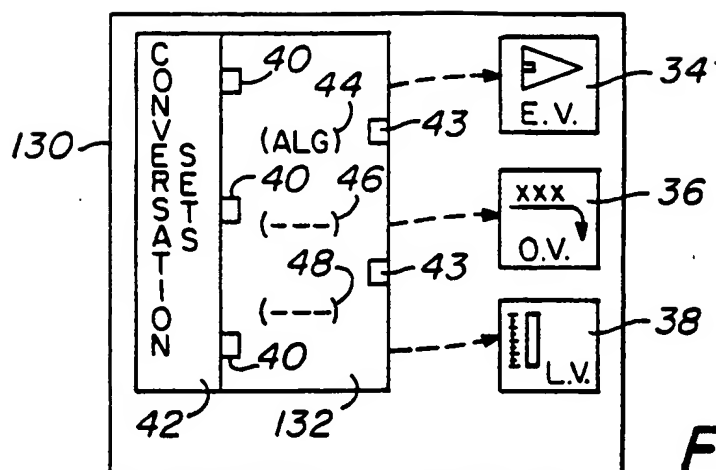 CONVERSATION
SETS
40
44
(ALG)
43
34
E.V.
130
40
(---)46
XXX
36
O.V.
48
43
(---)
40
38
L.V.
42
132
F